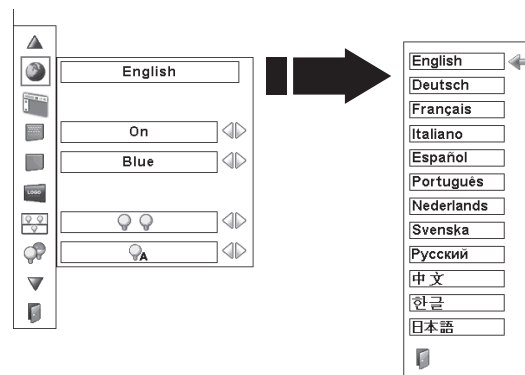 English
On
Blue
LOGO
A
English
Deutsch
Français
Italiano
Español
Português
Nederlands
Svenska
Русский
中文
한글
日本語